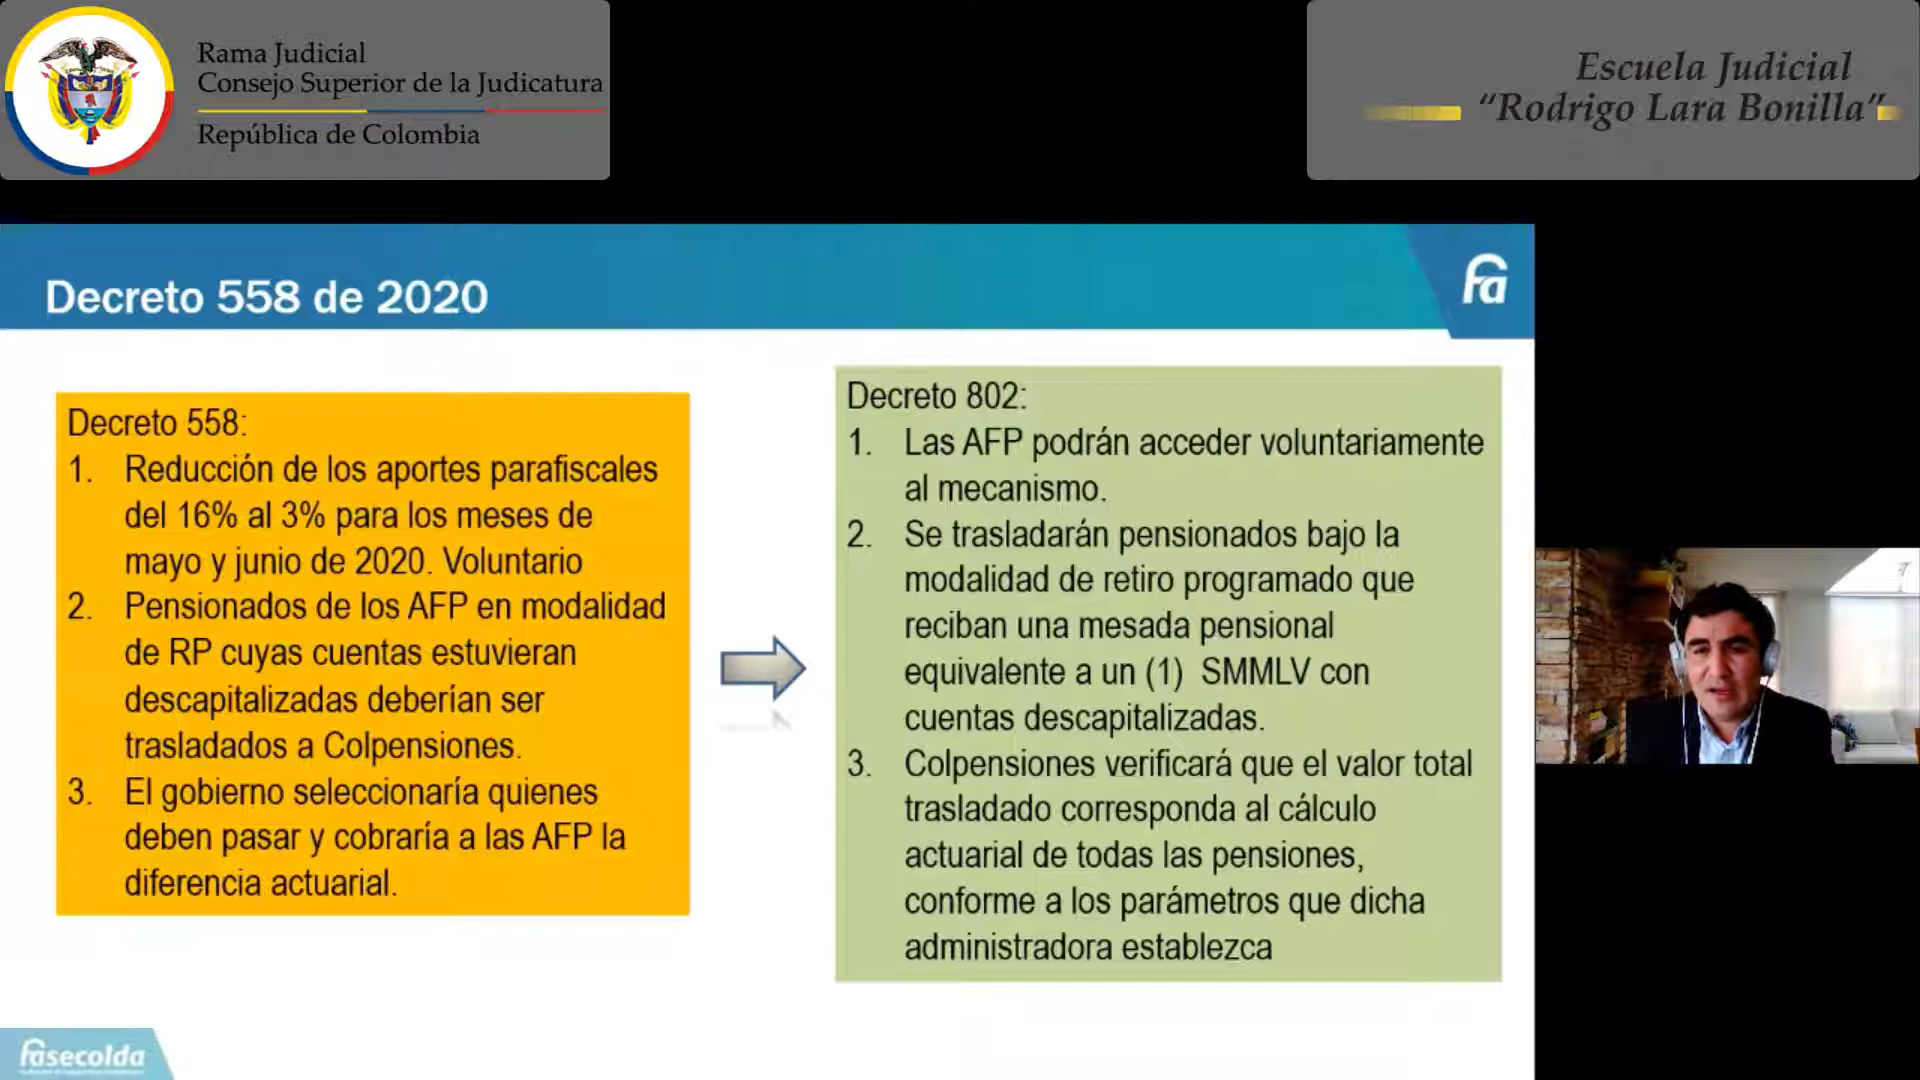 Rama Judicial
Consejo Superior de la Judicatura
República de Colombia
Escuela Judicial
“Rodrigo Lara Bonilla”
Decreto 558 de 2020
fa
Decreto 558:
1. Reducción de los aportes parafiscales
del 16% al 3% para los meses de
mayo y junio de 2020. Voluntario
2. Pensionados de los AFP en modalidad
de RP cuyas cuentas estuvieran
descapitalizadas deberían ser
trasladados a Colpensiones.
3. El gobierno seleccionaría quienes
deben pasar y cobraría a las AFP la
diferencia actuarial.
Decreto 802:
1. Las AFP podrán acceder voluntariamente
al mecanismo.
2. Se trasladarán pensionados bajo la
modalidad de retiro programado que
reciban una mesada pensional
equivalente a un (1) SMMLV con
cuentas descapitalizadas.
3. Colpensiones verificará que el valor total
trasladado corresponda al cálculo
actuarial de todas las pensiones,
conforme a los parámetros que dicha
administradora establezca
fasecolda